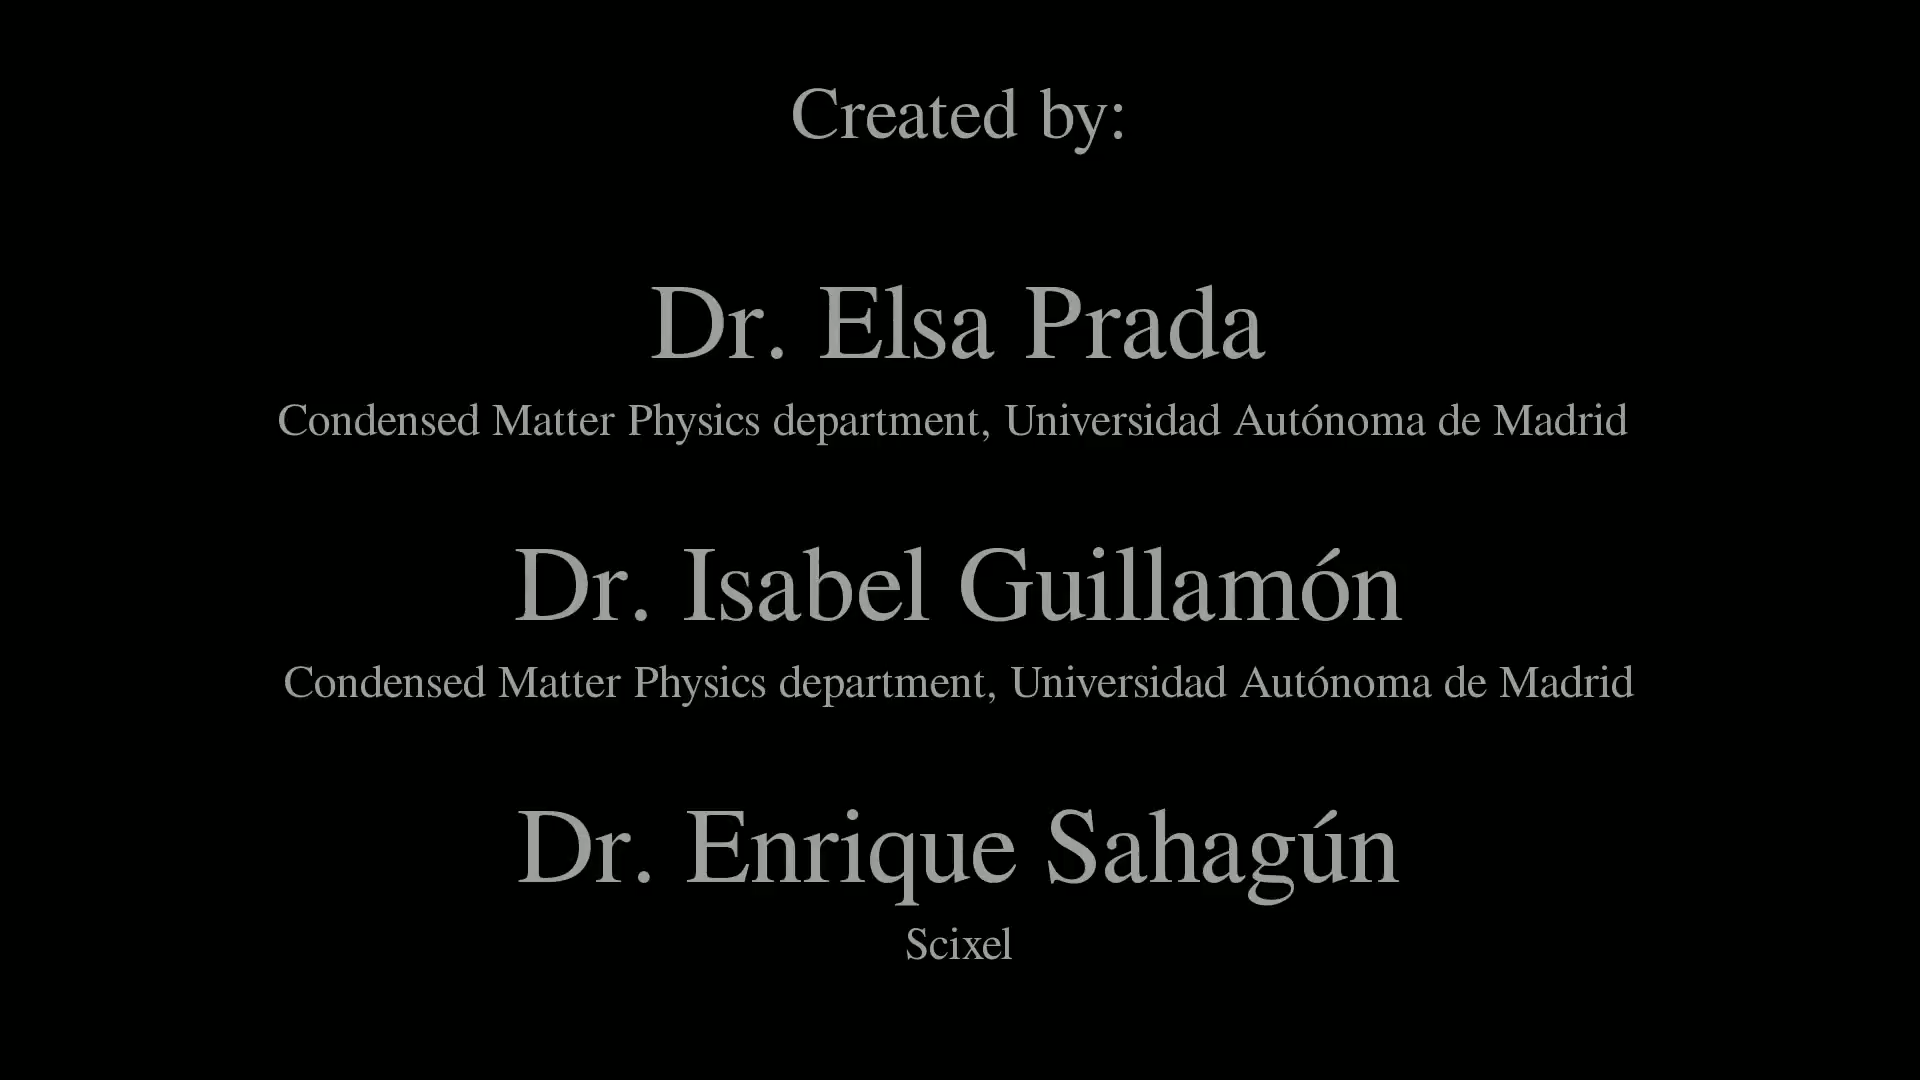 Created by:
Dr. Elsa Prada
Condensed Matter Physics department, Universidad Autónoma de Madrid
Dr. Isabel Guillamón
Condensed Matter Physics department, Universidad Autónoma de Madrid
Dr. Enrique Sahagún
Scixel